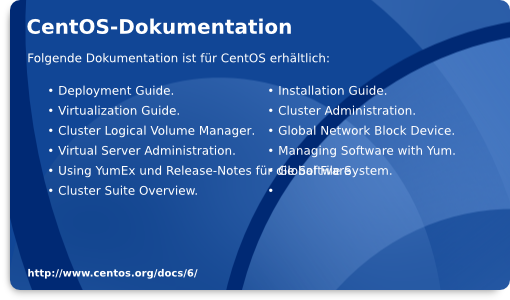 CentOS-Dokumentation
Folgende Dokumentation ist für CentOS erhältlich:
• Deployment Guide.
• Virtualization Guide.
• Cluster Logical Volume Manager.
• Virtual Server Administration.
• Using YumEx und Release-Notes für die Software.
• Cluster Suite Overview.
• Installation Guide.
• Cluster Administration.
• Global Network Block Device.
• Managing Software with Yum.
• Global File System.
•
http://www.centos.org/docs/6/